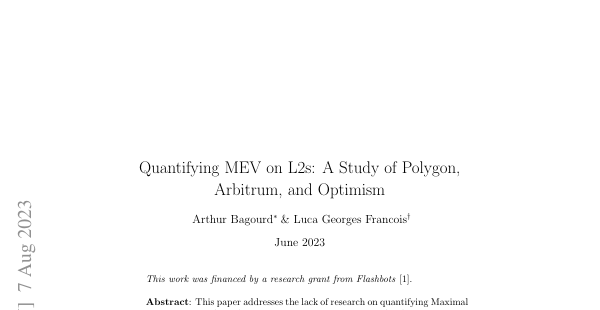 Quantifying MEV on L2s: A Study of Polygon,
Arbitrum, and Optimism
Arthur Bagourd* & Luca Georges Francois†
June 2023
This work was financed by a research grant from Flashbots [1].
Abstract: This paper addresses the lack of research on quantifying Maximal
] 7 Aug 2023